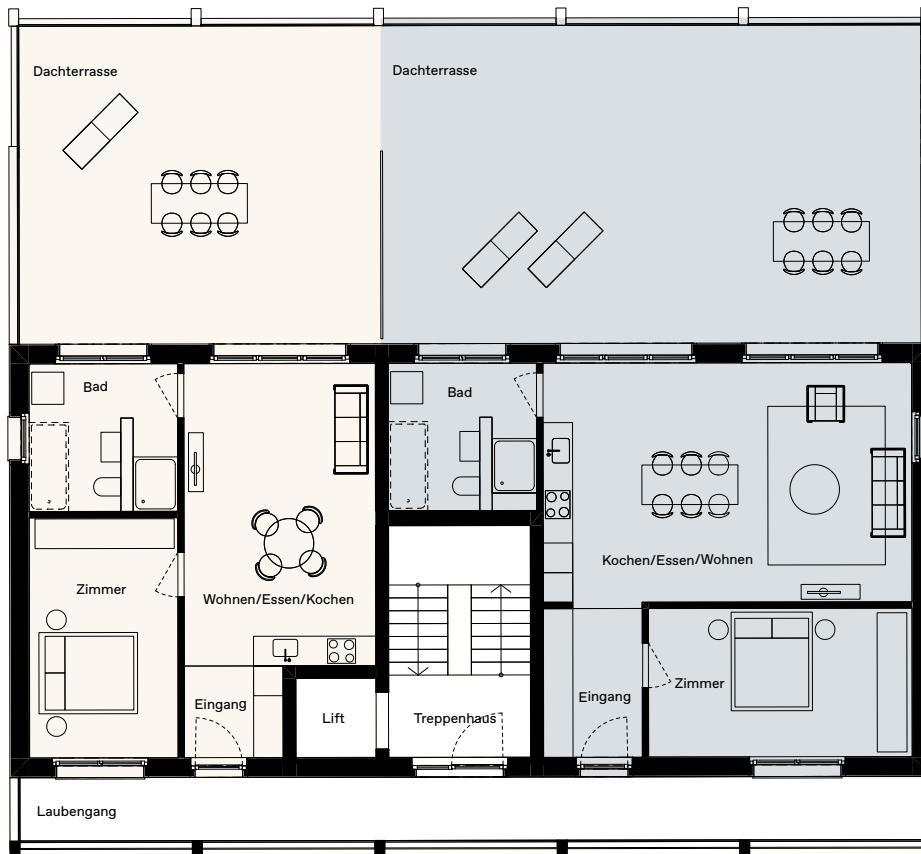 Dachterrasse
Dachterrasse
Bad
Bad
Kochen/Essen/Wohnen
Zimmer
Wohnen/Essen/Kochen
Zimmer
Eingang
Eingang
Lift
Treppenhaus
Laubengang